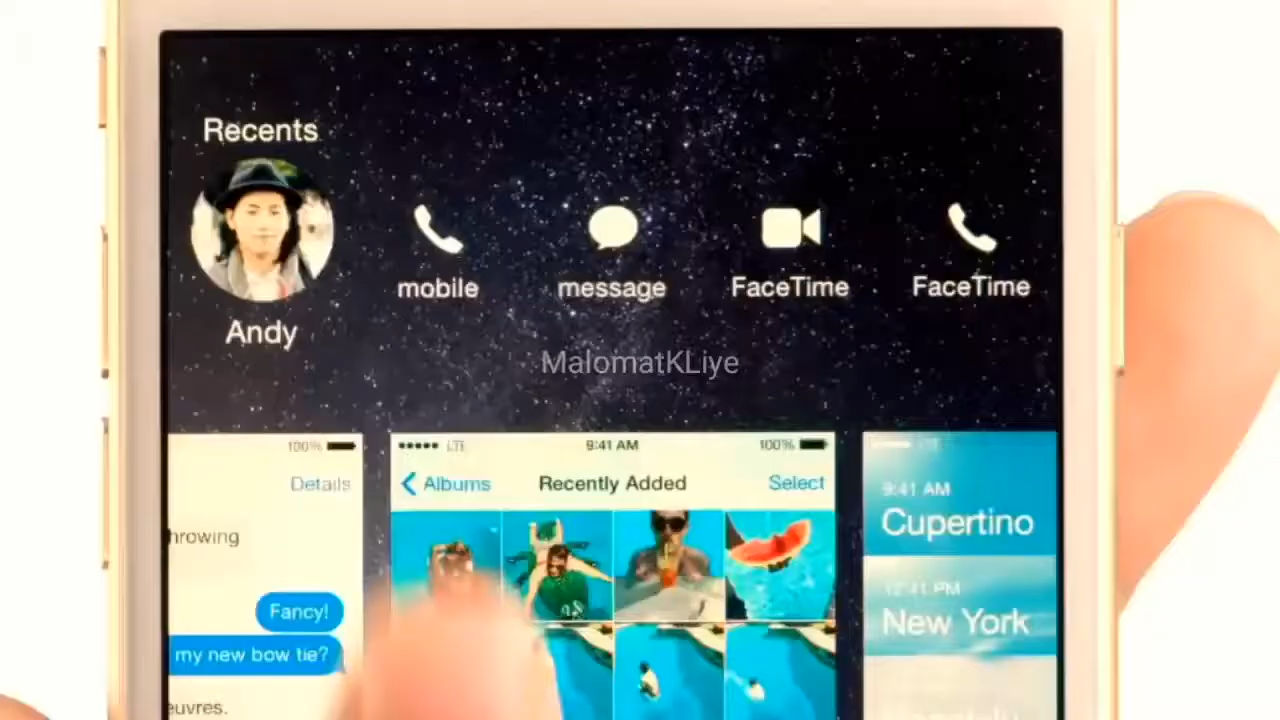 Recents
Andy
mobile
message
FaceTime
FaceTime
MalomatKLiye
100%
Details
hrowing
Fancy!
my new bow tie?
euvres.
LTE 9:41 AM 100%
Albums Recently Added Select
9:41 AM
Cupertino
12:41 PM
New York